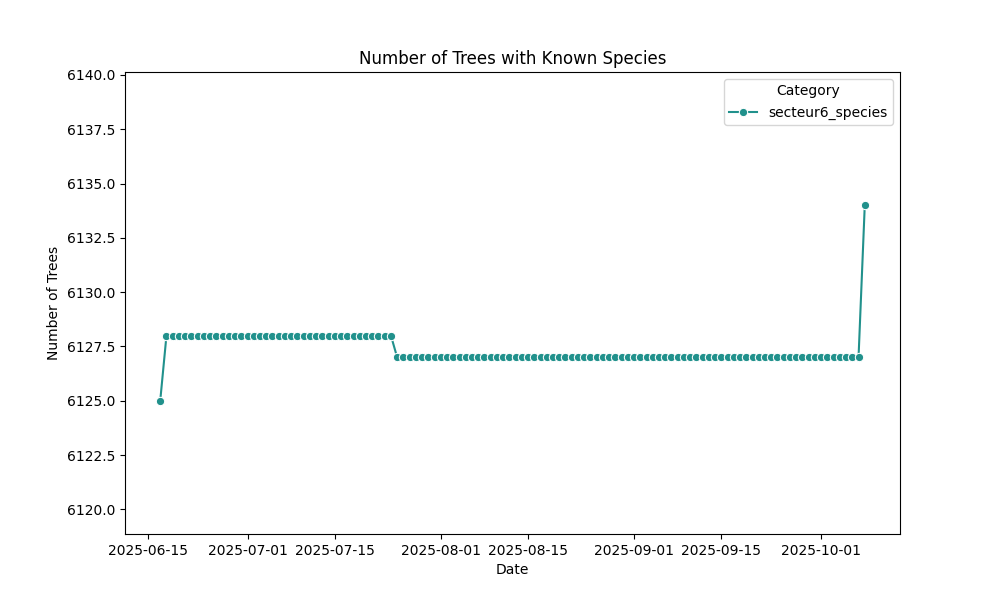 Number of Trees with Known Species
Category
secteur6_species
Number of Trees
6140.0
6137.5
6135.0
6132.5
6130.0
6127.5
6125.0
6122.5
6120.0
2025-06-15 2025-07-01 2025-07-15 2025-08-01 2025-08-15 2025-09-01 2025-09-15 2025-10-01
Date